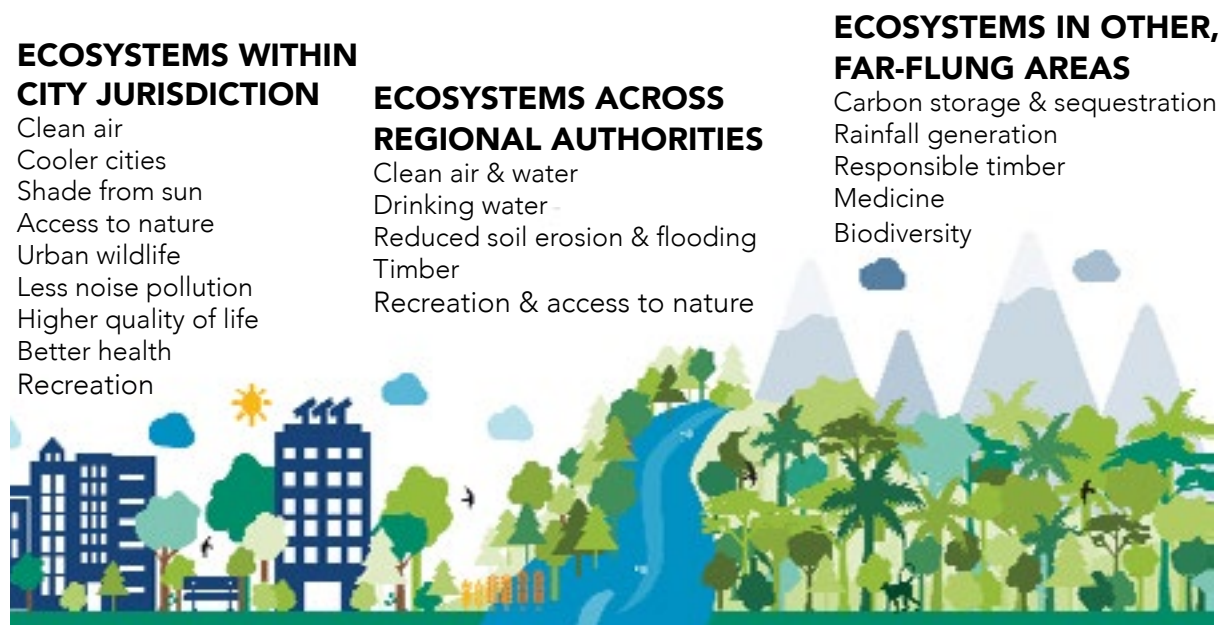 ECOSYSTEMS WITHIN
CITY JURISDICTION
Clean air
Cooler cities
Shade from sun
Access to nature
Urban wildlife
Less noise pollution
Higher quality of life
Better health
Recreation
ECOSYSTEMS ACROSS
REGIONAL AUTHORITIES
Clean air & water
Drinking water
Reduced soil erosion & flooding
Timber
Recreation & access to nature
ECOSYSTEMS IN OTHER,
FAR-FLUNG AREAS
Carbon storage & sequestration
Rainfall generation
Responsible timber
Medicine
Biodiversity